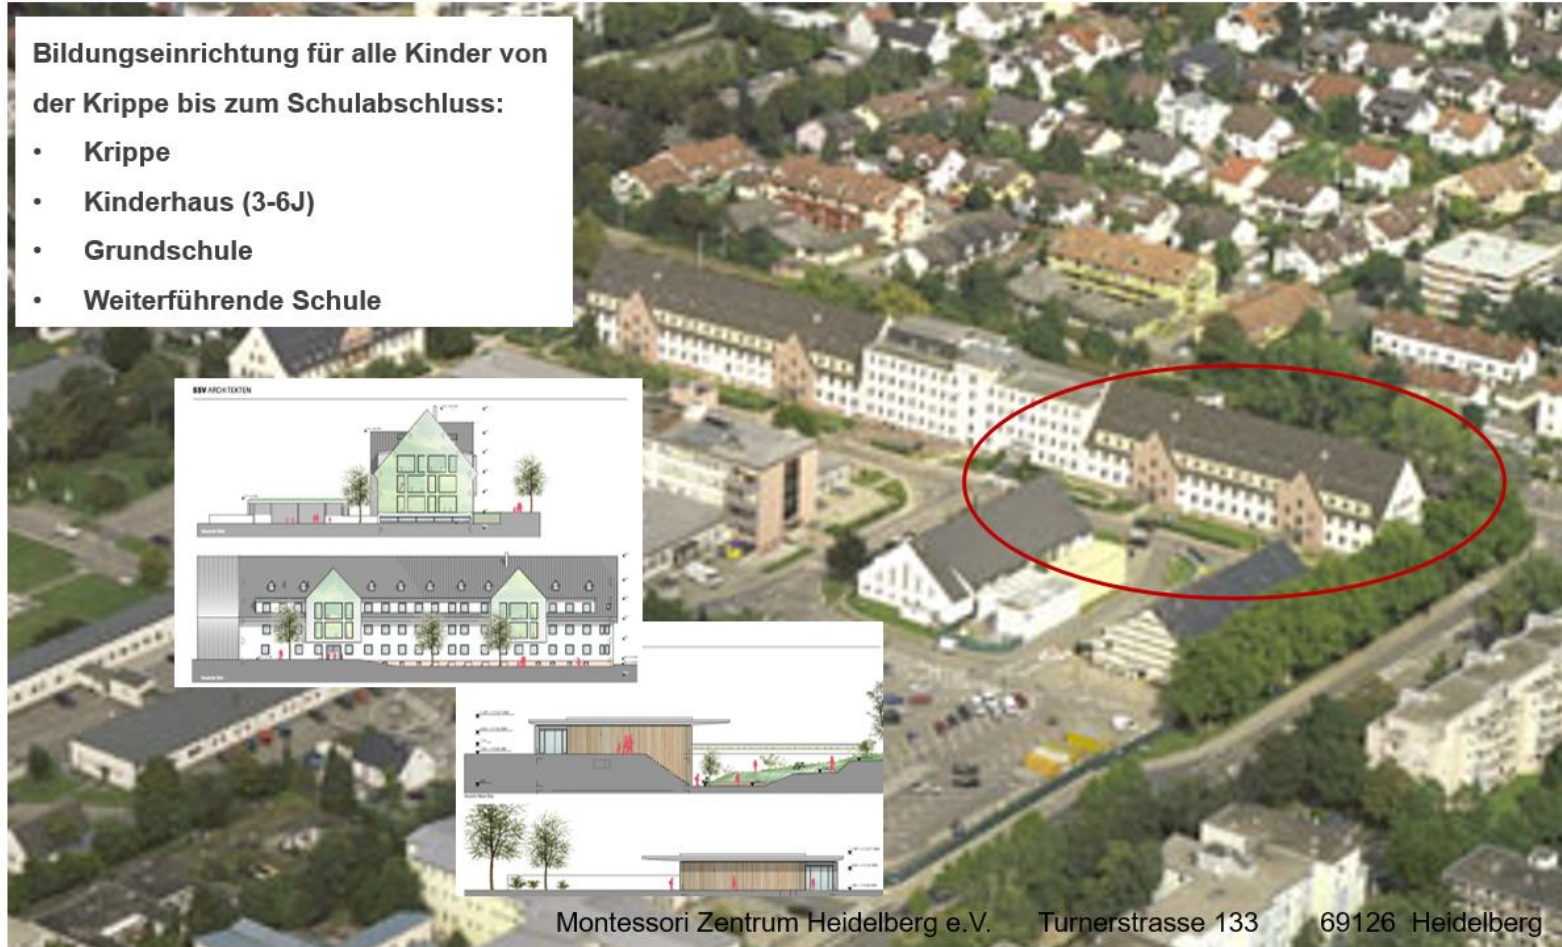 Bildungseinrichtung für alle Kinder von
der Krippe bis zum Schulabschluss:
• Krippe
• Kinderhaus (3-6J)
• Grundschule
• Weiterführende Schule
SSV ARCHITEKTEN
Montessori Zentrum Heidelberg e.V. Turnerstrasse 133 69126 Heidelberg